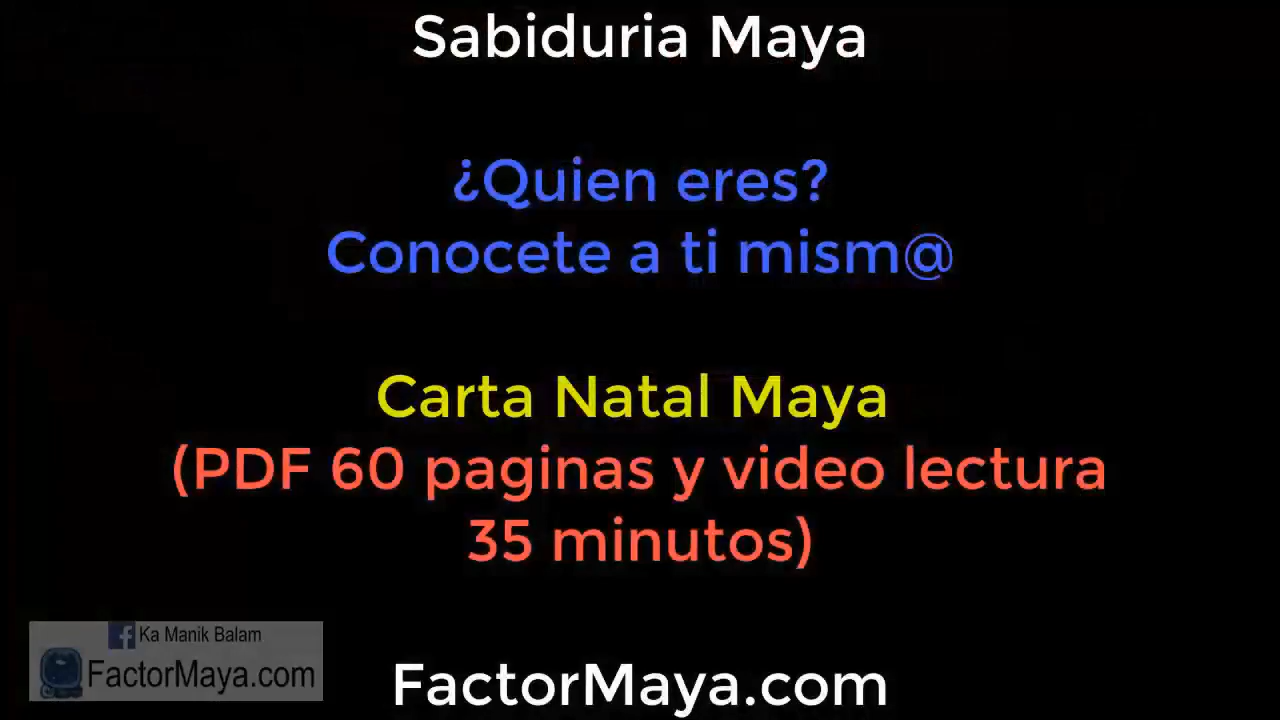 Sabiduria Maya
¿Quien eres?
Conocete a ti mism@
Carta Natal Maya
(PDF 60 paginas y video lectura
35 minutos)
Ka Manik Balam
FactorMaya.com
FactorMaya.com